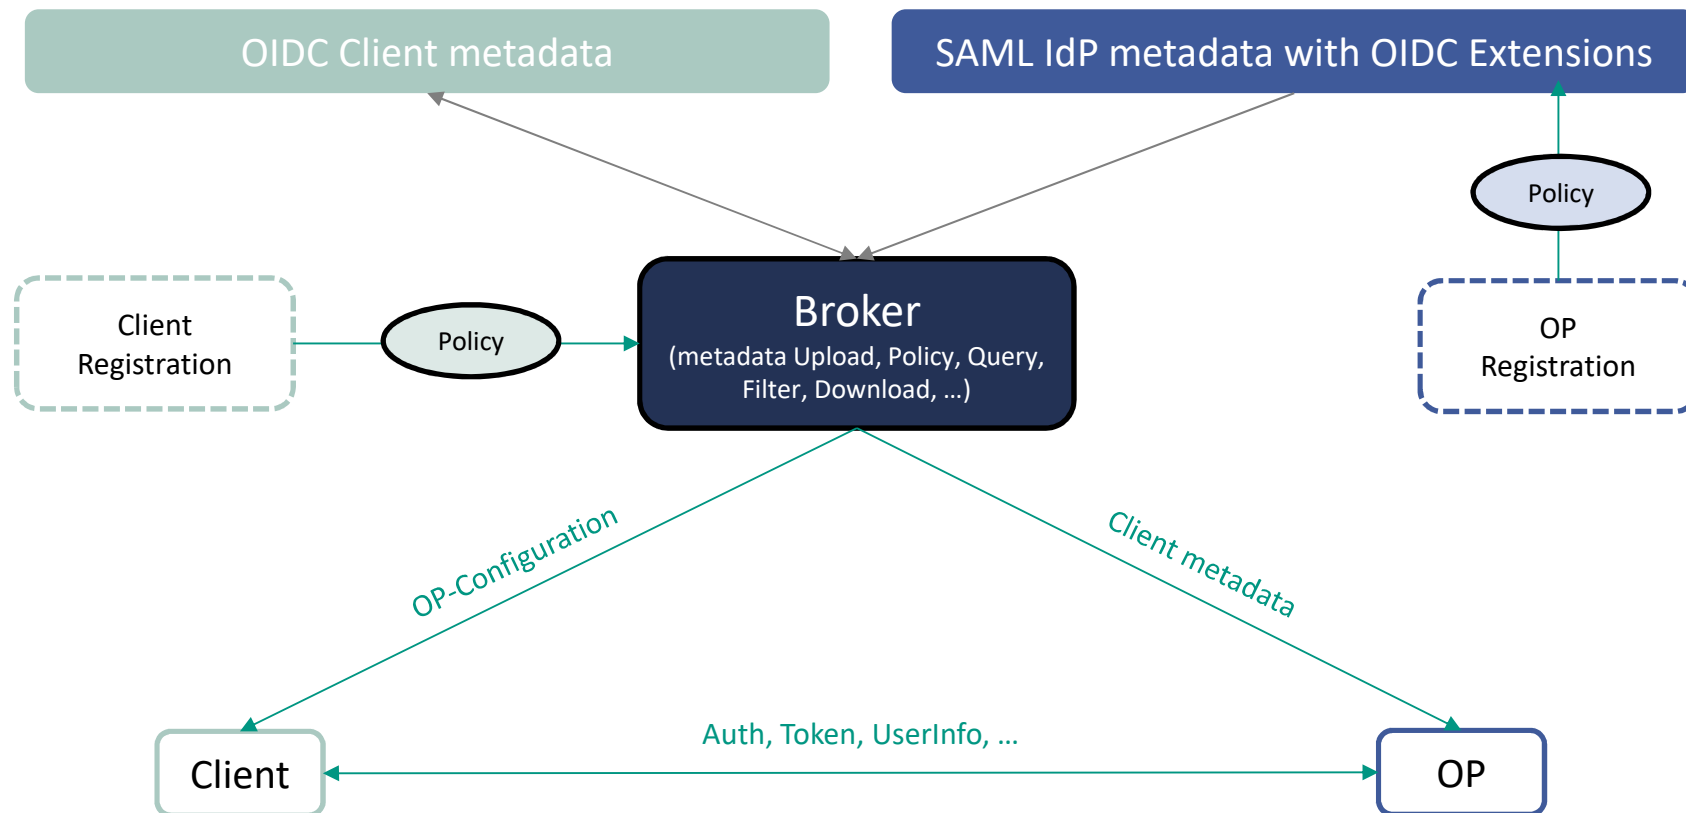 OIDC Client metadata
SAML IdP metadata with OIDC Extensions
Policy
Client
Registration
Policy
Broker
(metadata Upload, Policy, Query,
Filter, Download, ...)
OP
Registration
OP-Configuration
Client metadata
Auth, Token, UserInfo, ...
Client
OP